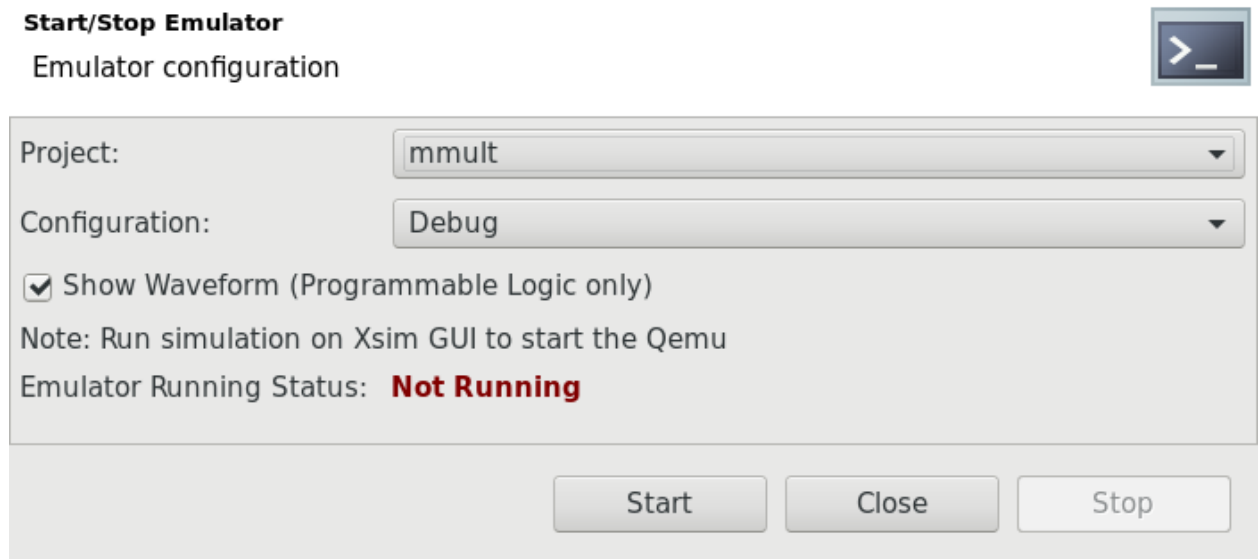 Start/Stop Emulator
Emulator configuration
>_
Project: mmult
Configuration: Debug
Show Waveform (Programmable Logic only)
Note: Run simulation on Xsim GUI to start the Qemu
Emulator Running Status: Not Running
Start Close Stop